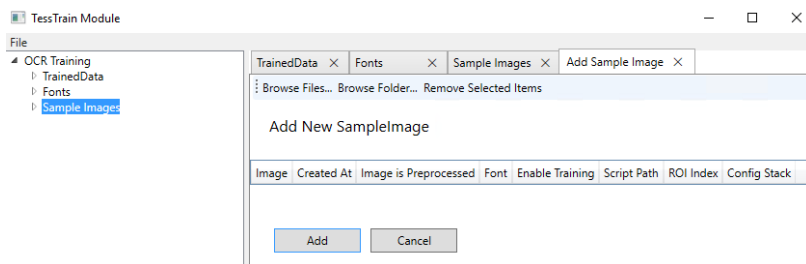 TessTrain Module
File
OCR Training
TrainedData
Fonts
Sample Images
TrainedData Fonts Sample Images Add Sample Image
Browse Files... Browse Folder... Remove Selected Items
Add New SampleImage
Image Created At Image is Preprocessed Font Enable Training Script Path ROI Index Config Stack
Add Cancel